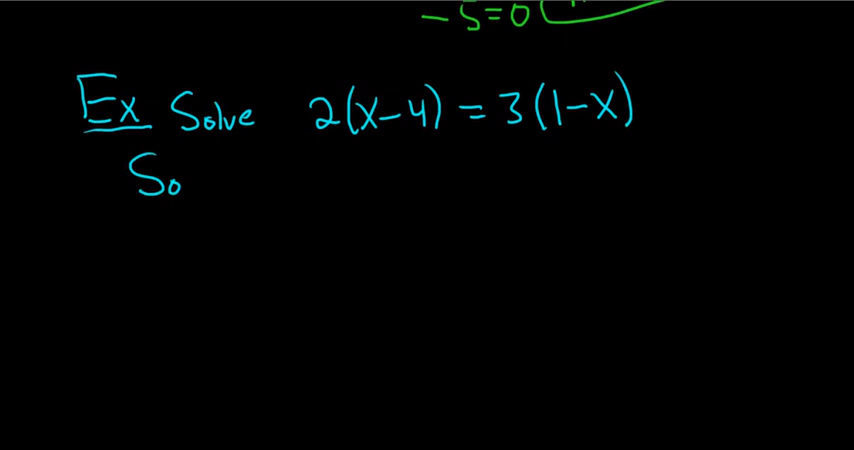 - 5 = 0
Ex Solve 2(x-4) = 3(1-x)
So